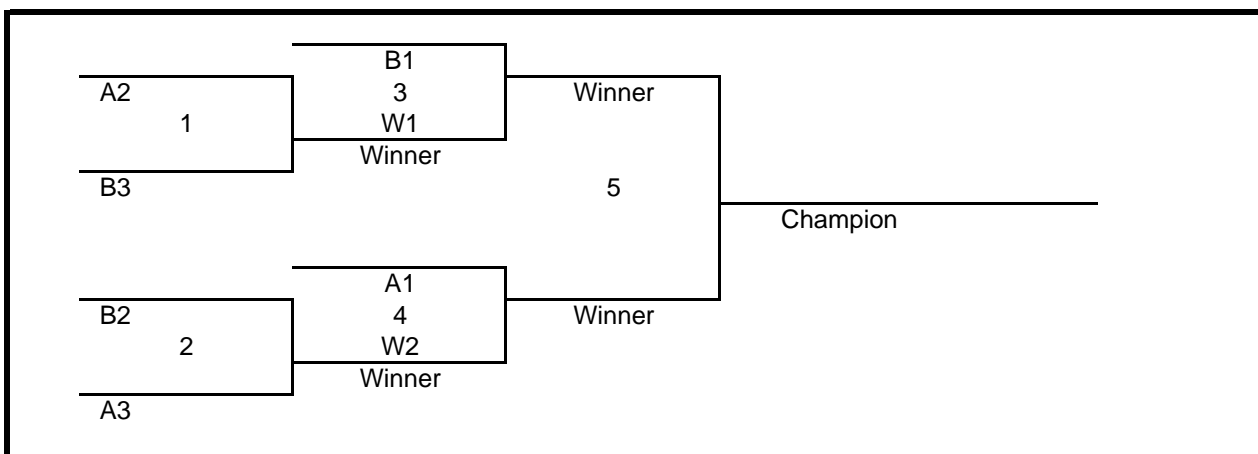 B1
A2 3 Winner
1 W1
Winner
B3 5
Champion
A1
B2 4 Winner
2 W2
Winner
A3